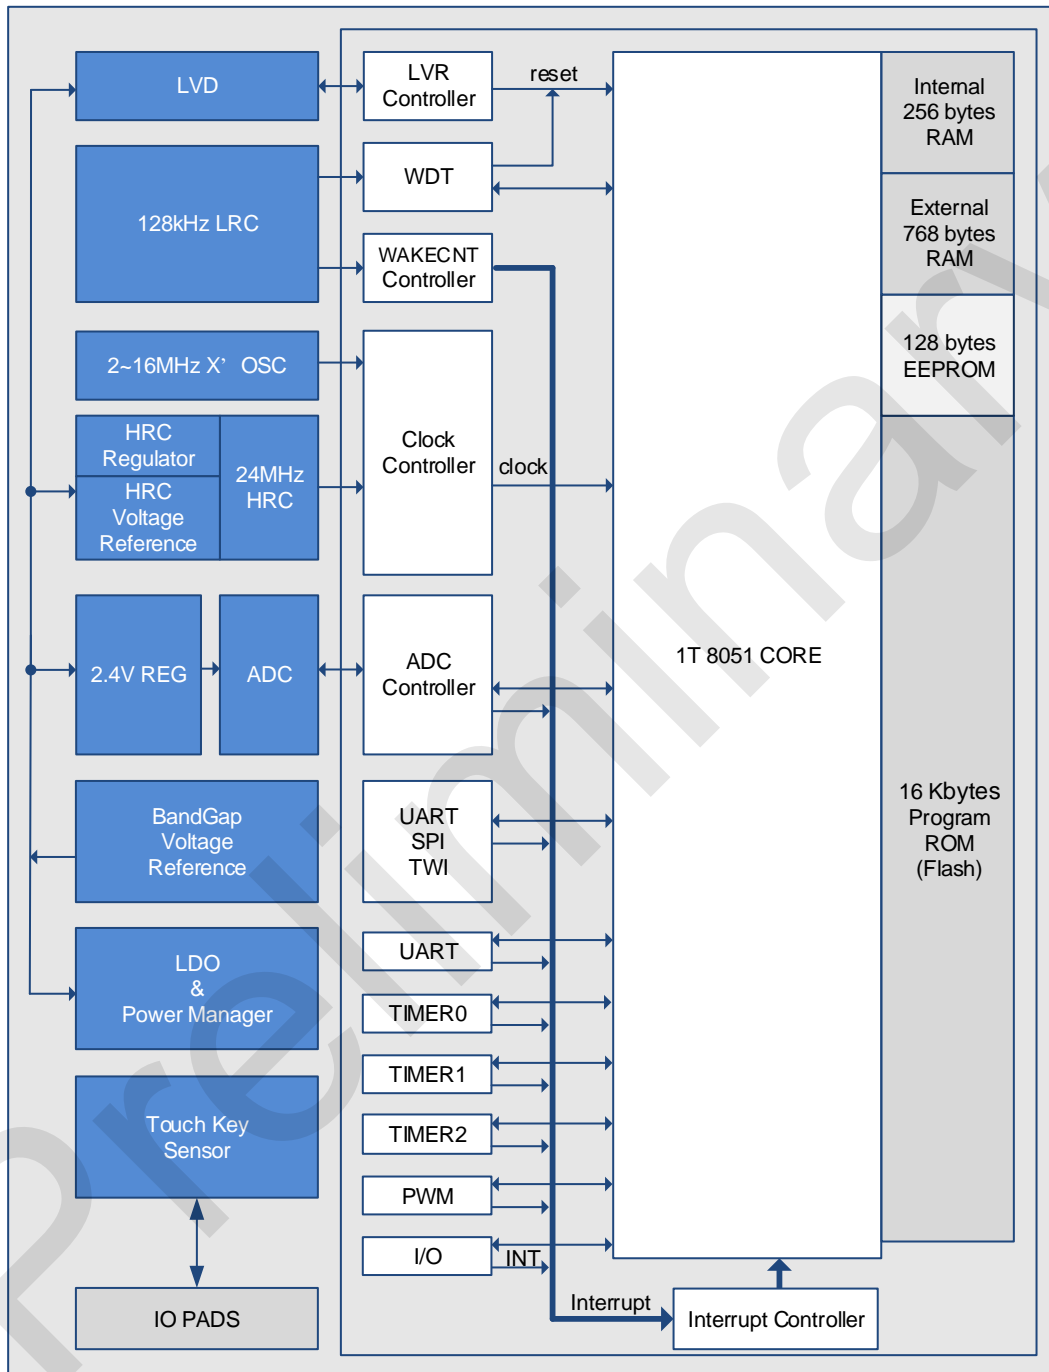 LVD
LVR
Controller
reset
Internal
256 bytes
RAM
128kHz LRC
WDT
WAKECNT
Controller
External
768 bytes
RAM
2~16MHz X' OSC
128 bytes
EEPROM
HRC
Regulator
HRC
Voltage
Reference
24MHz
HRC
Clock
Controller
clock
2.4V REG
ADC
ADC
Controller
1T 8051 CORE
BandGap
Voltage
Reference
UART
SPI
TWI
16 Kbytes
Program
ROM
(Flash)
UART
LDO
&
Power Manager
TIMER0
TIMER1
Touch Key
Sensor
TIMER2
PWM
I/O
INT
IO PADS
Interrupt
Interrupt Controller
Preliminary